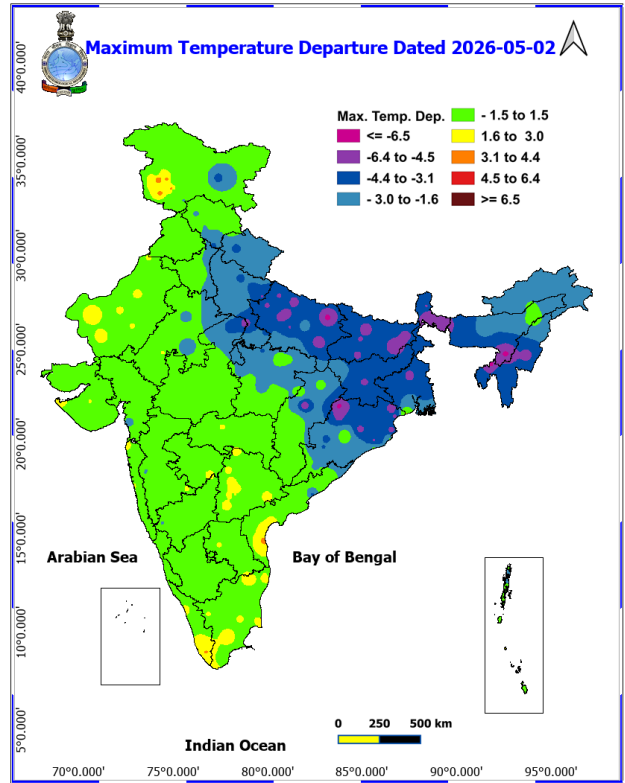 Maximum Temperature Departure Dated 2026-05-02
Max. Temp. Dep.
<= -6.5
-6.4 to -4.5
-4.4 to -3.1
- 3.0 to -1.6
- 1.5 to 1.5
1.6 to 3.0
3.1 to 4.4
4.5 to 6.4
>= 6.5
40°0.000'
35°0.000'
30°0.000'
25°0.000'
20°0.000'
15°0.000'
10°0.000'
5°0.000'
Arabian Sea
Bay of Bengal
Indian Ocean
0 250 500 km
70°0.000' 75°0.000' 80°0.000' 85°0.000' 90°0.000' 95°0.000'